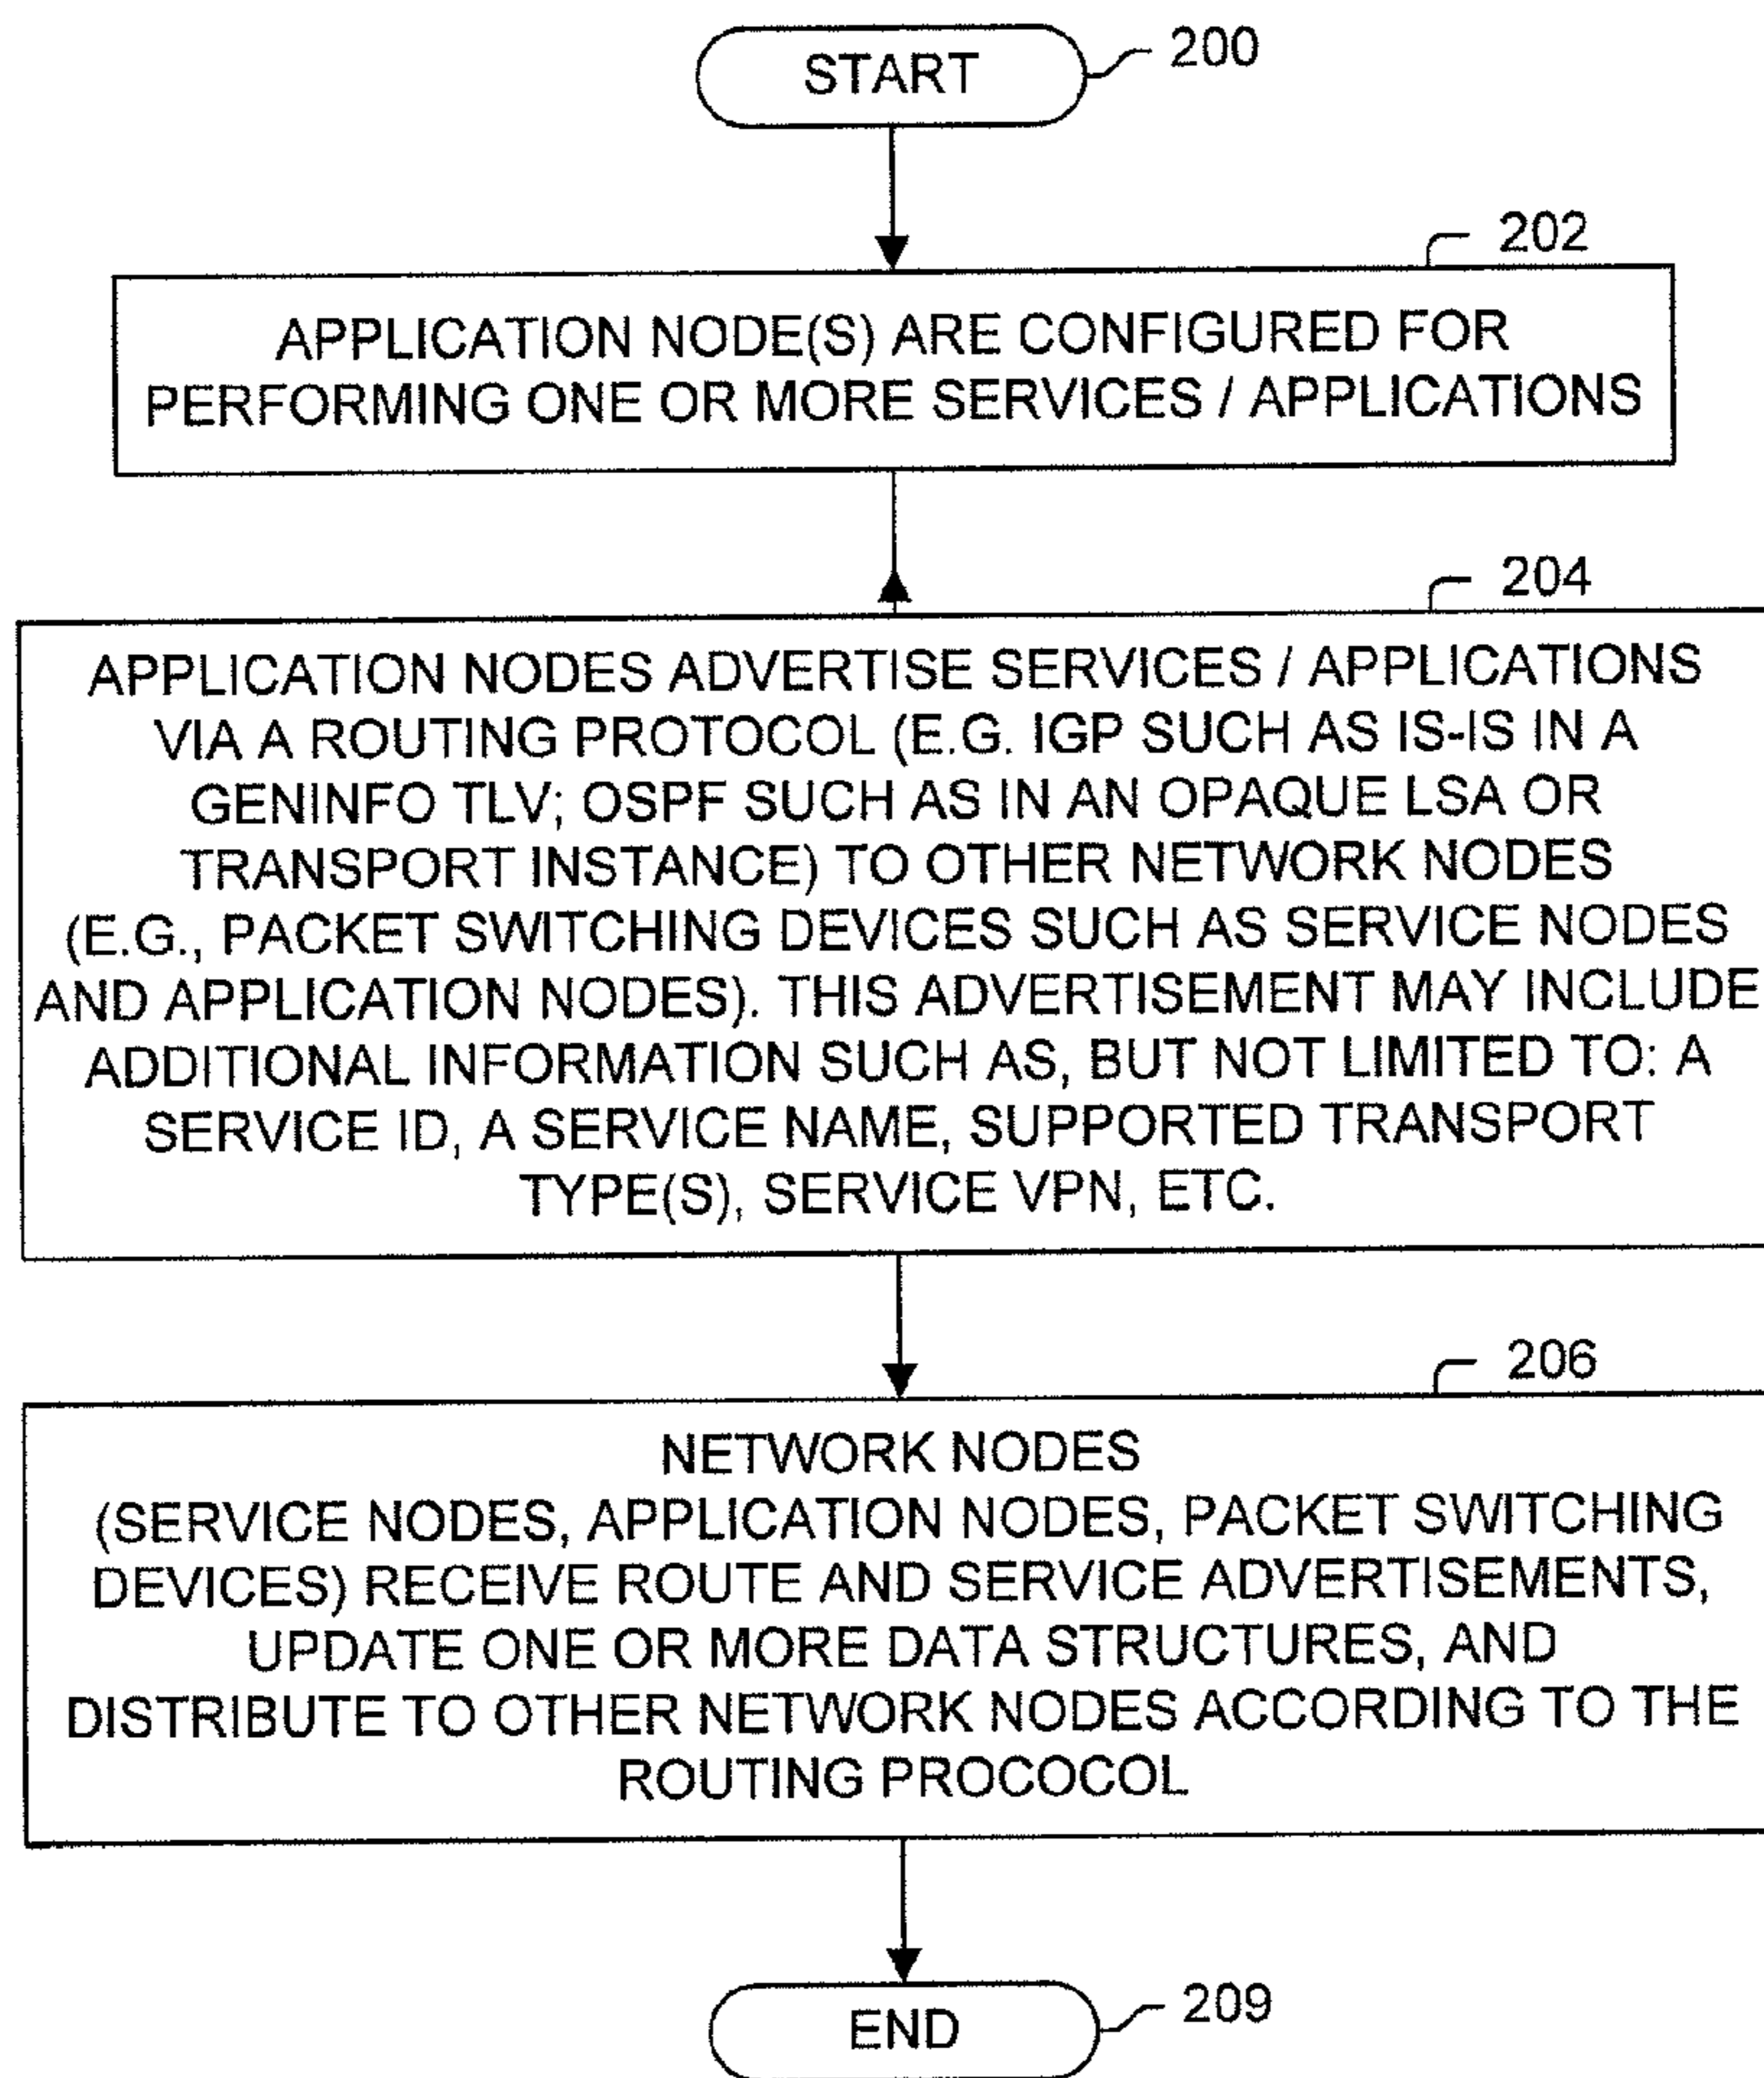 START
200
202
APPLICATION NODE(S) ARE CONFIGURED FOR
PERFORMING ONE OR MORE SERVICES / APPLICATIONS
204
APPLICATION NODES ADVERTISE SERVICES / APPLICATIONS
VIA A ROUTING PROTOCOL (E.G. IGP SUCH AS IS-IS IN A
GENINFO TLV; OSPF SUCH AS IN AN OPAQUE LSA OR
TRANSPORT INSTANCE) TO OTHER NETWORK NODES
(E.G., PACKET SWITCHING DEVICES SUCH AS SERVICE NODES
AND APPLICATION NODES). THIS ADVERTISEMENT MAY INCLUDE
ADDITIONAL INFORMATION SUCH AS, BUT NOT LIMITED TO: A
SERVICE ID, A SERVICE NAME, SUPPORTED TRANSPORT
TYPE(S), SERVICE VPN, ETC.
206
NETWORK NODES
(SERVICE NODES, APPLICATION NODES, PACKET SWITCHING
DEVICES) RECEIVE ROUTE AND SERVICE ADVERTISEMENTS,
UPDATE ONE OR MORE DATA STRUCTURES, AND
DISTRIBUTE TO OTHER NETWORK NODES ACCORDING TO THE
ROUTING PROCOCOL
END
209